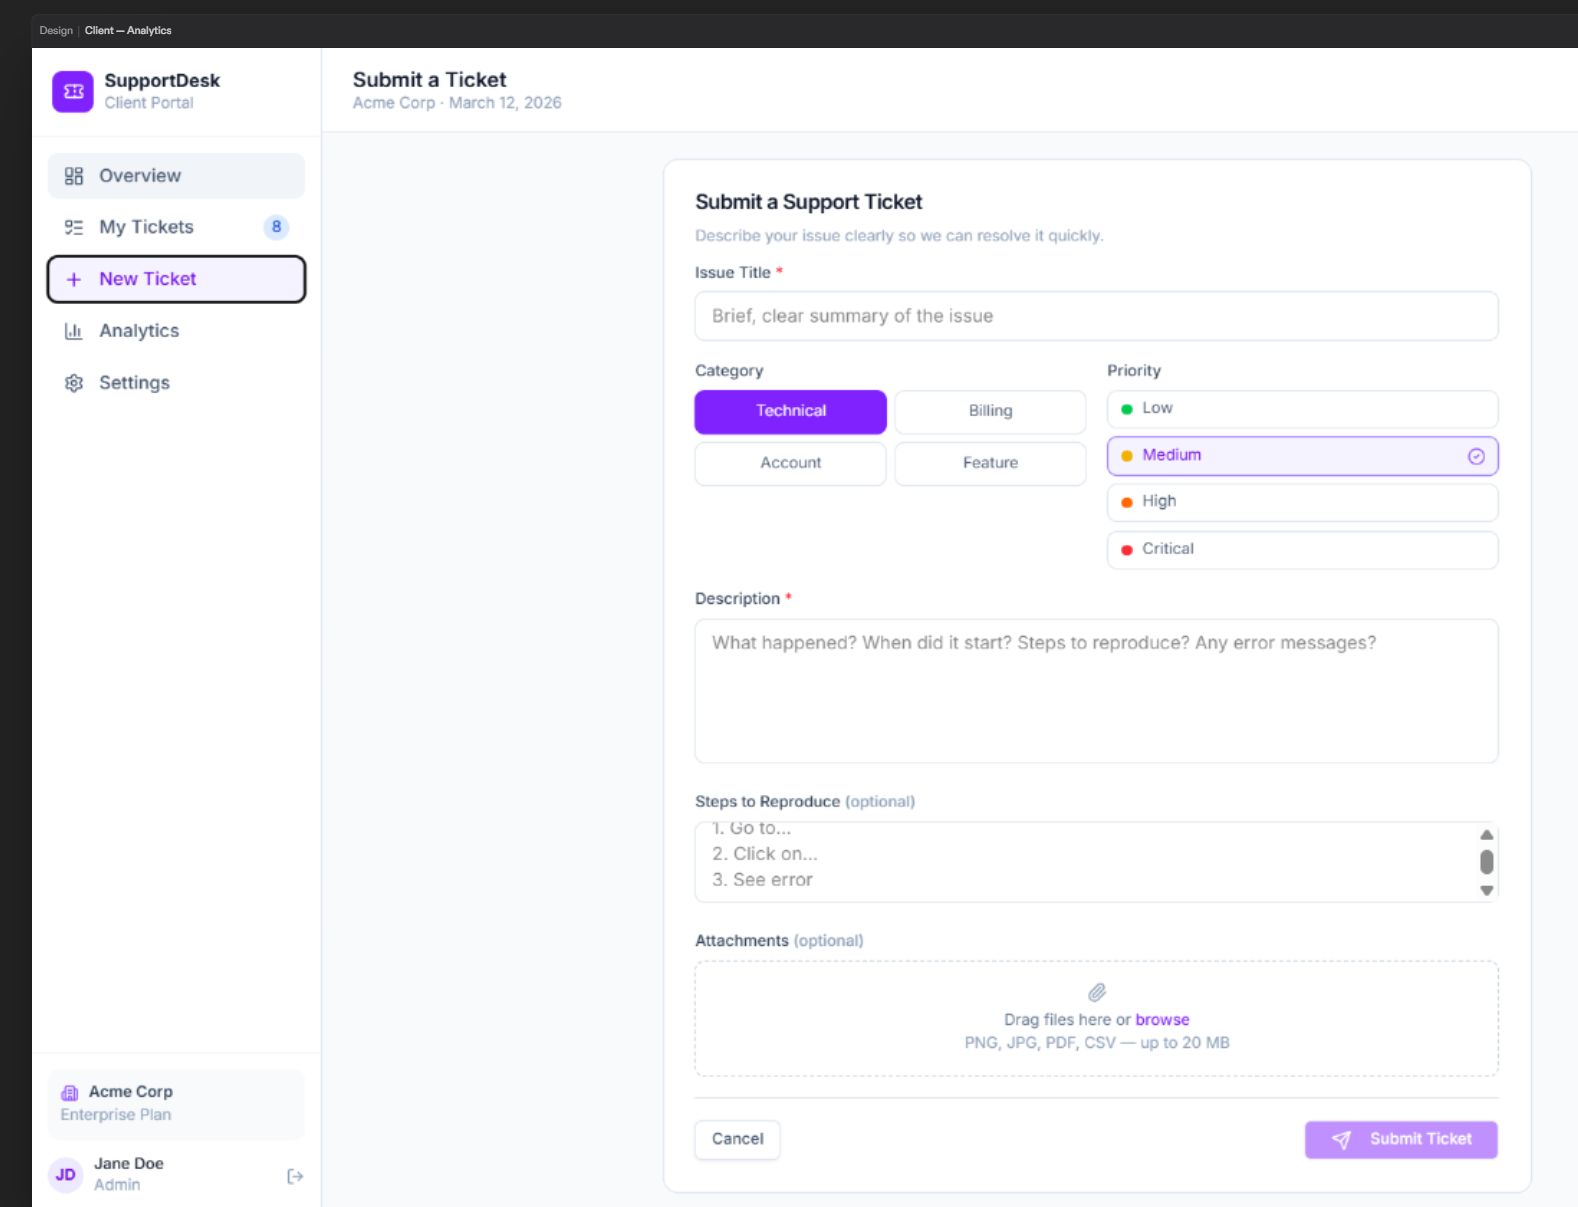 Design | Client — Analytics
SupportDesk
Client Portal
Overview
My Tickets 8
New Ticket
Analytics
Settings
Acme Corp
Enterprise Plan
JD
Jane Doe
Admin
Submit a Ticket
Acme Corp · March 12, 2026
Submit a Support Ticket
Describe your issue clearly so we can resolve it quickly.
Issue Title *
Brief, clear summary of the issue
Category
Technical
Billing
Account
Feature
Priority
Low
Medium
High
Critical
Description *
What happened? When did it start? Steps to reproduce? Any error messages?
Steps to Reproduce (optional)
1. Go to...
2. Click on...
3. See error
Attachments (optional)
Drag files here or browse
PNG, JPG, PDF, CSV — up to 20 MB
Cancel
Submit Ticket